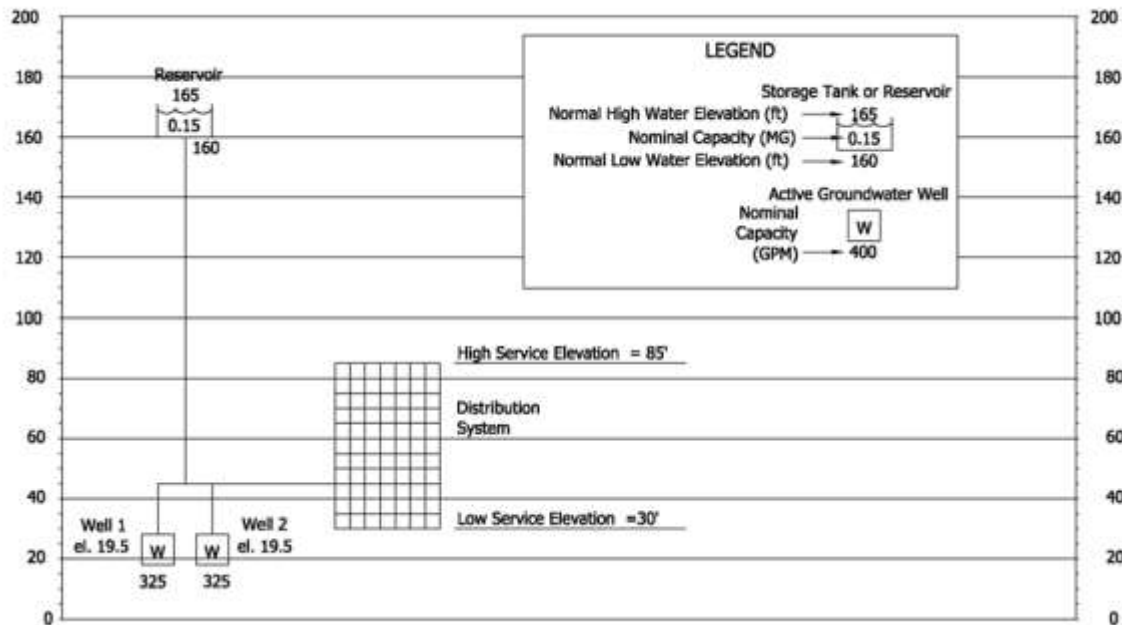 200
180
160
140
120
100
80
60
40
20
0
Reservoir
165
0.15
160
LEGEND
Storage Tank or Reservoir
Normal High Water Elevation (ft) 165
Nominal Capacity (MG) 0.15
Normal Low Water Elevation (ft) 160
Active Groundwater Well
Nominal
Capacity
(GPM)
W
400
High Service Elevation = 85'
Distribution
System
Low Service Elevation =30'
Well 1
el. 19.5
W
325
Well 2
el. 19.5
W
325
200
180
160
140
120
100
80
60
40
20
0